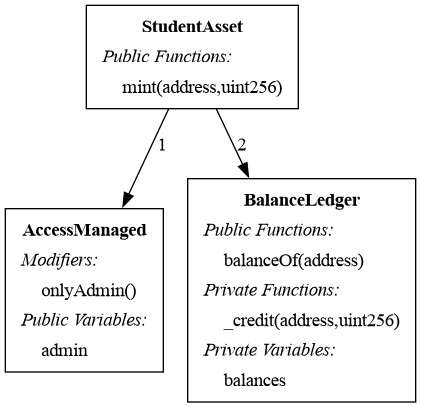 StudentAsset
Public Functions:
mint(address,uint256)
1
2
AccessManaged
Modifiers:
onlyAdmin()
Public Variables:
admin
BalanceLedger
Public Functions:
balanceOf(address)
Private Functions:
_credit(address,uint256)
Private Variables:
balances